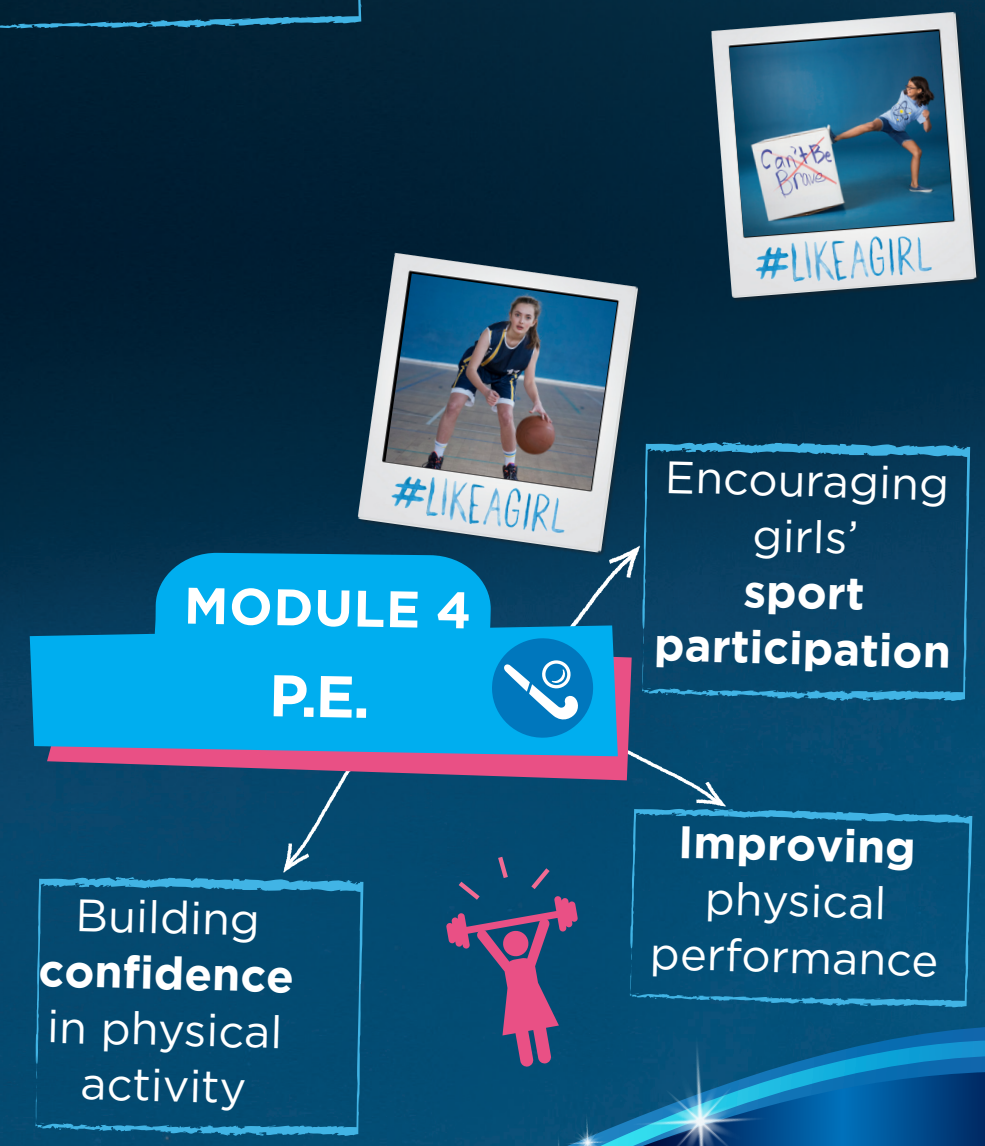 Can't Be
Brave
#LIKEAGIRL
#LIKEAGIRL
Encouraging
girls’
sport
participation
MODULE 4
P.E.
Improving
physical
performance
Building
confidence
in physical
activity